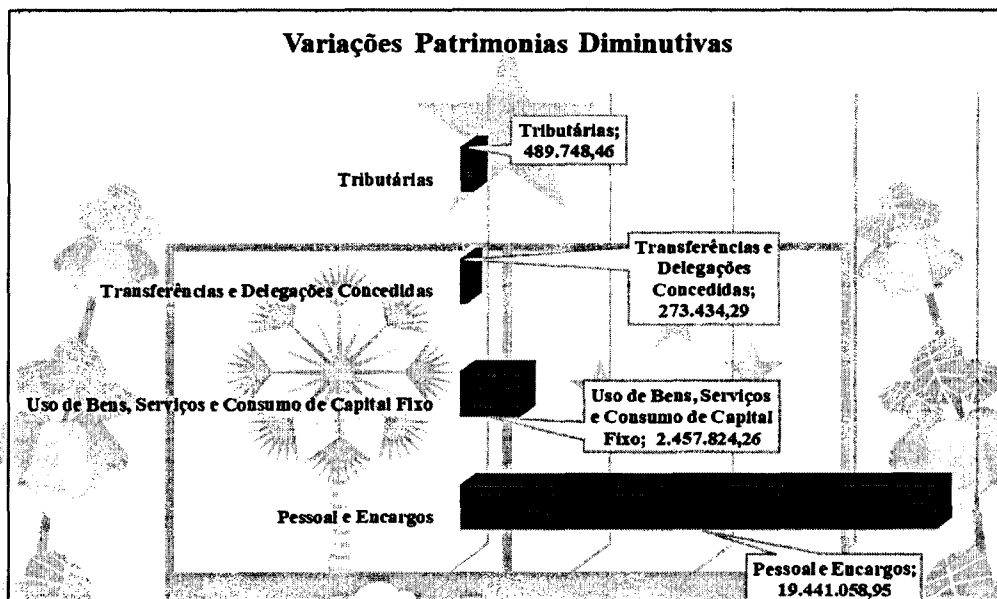 Variações Patrimonias Diminutivas
Tributárias;
489.748,46
Tributárias
Transferências e
Delegações
Concedidas;
273.434,29
Transferências e Delegações Concedidas
Uso de Bens, Serviços
e Consumo de Capital
Fixo; 2.457.824,26
Uso de Bens, Serviços e Consumo de Capital Fixo
Pessoal e Encargos
Pessoal e Encargos;
19.441.058,95